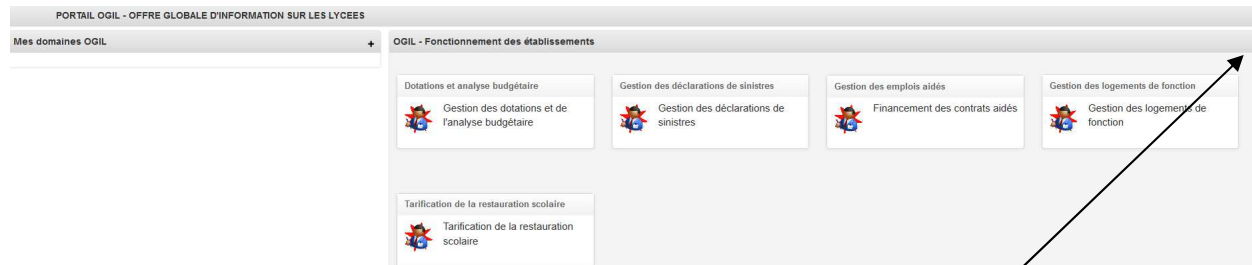 PORTAIL OGIL - OFFRE GLOBALE D'INFORMATION SUR LES LYCEES
Mes domaines OGIL +
OGIL - Fonctionnement des établissements
Dotations et analyse budgétaire
Gestion des dotations et de
l'analyse budgétaire
Gestion des déclarations de sinistres
Gestion des déclarations de
sinistres
Gestion des emplois aidés
Financement des contrats aidés
Gestion des logements de fonction
Gestion des logements de
fonction
Tarification de la restauration scolaire
Tarification de la restauration
scolaire